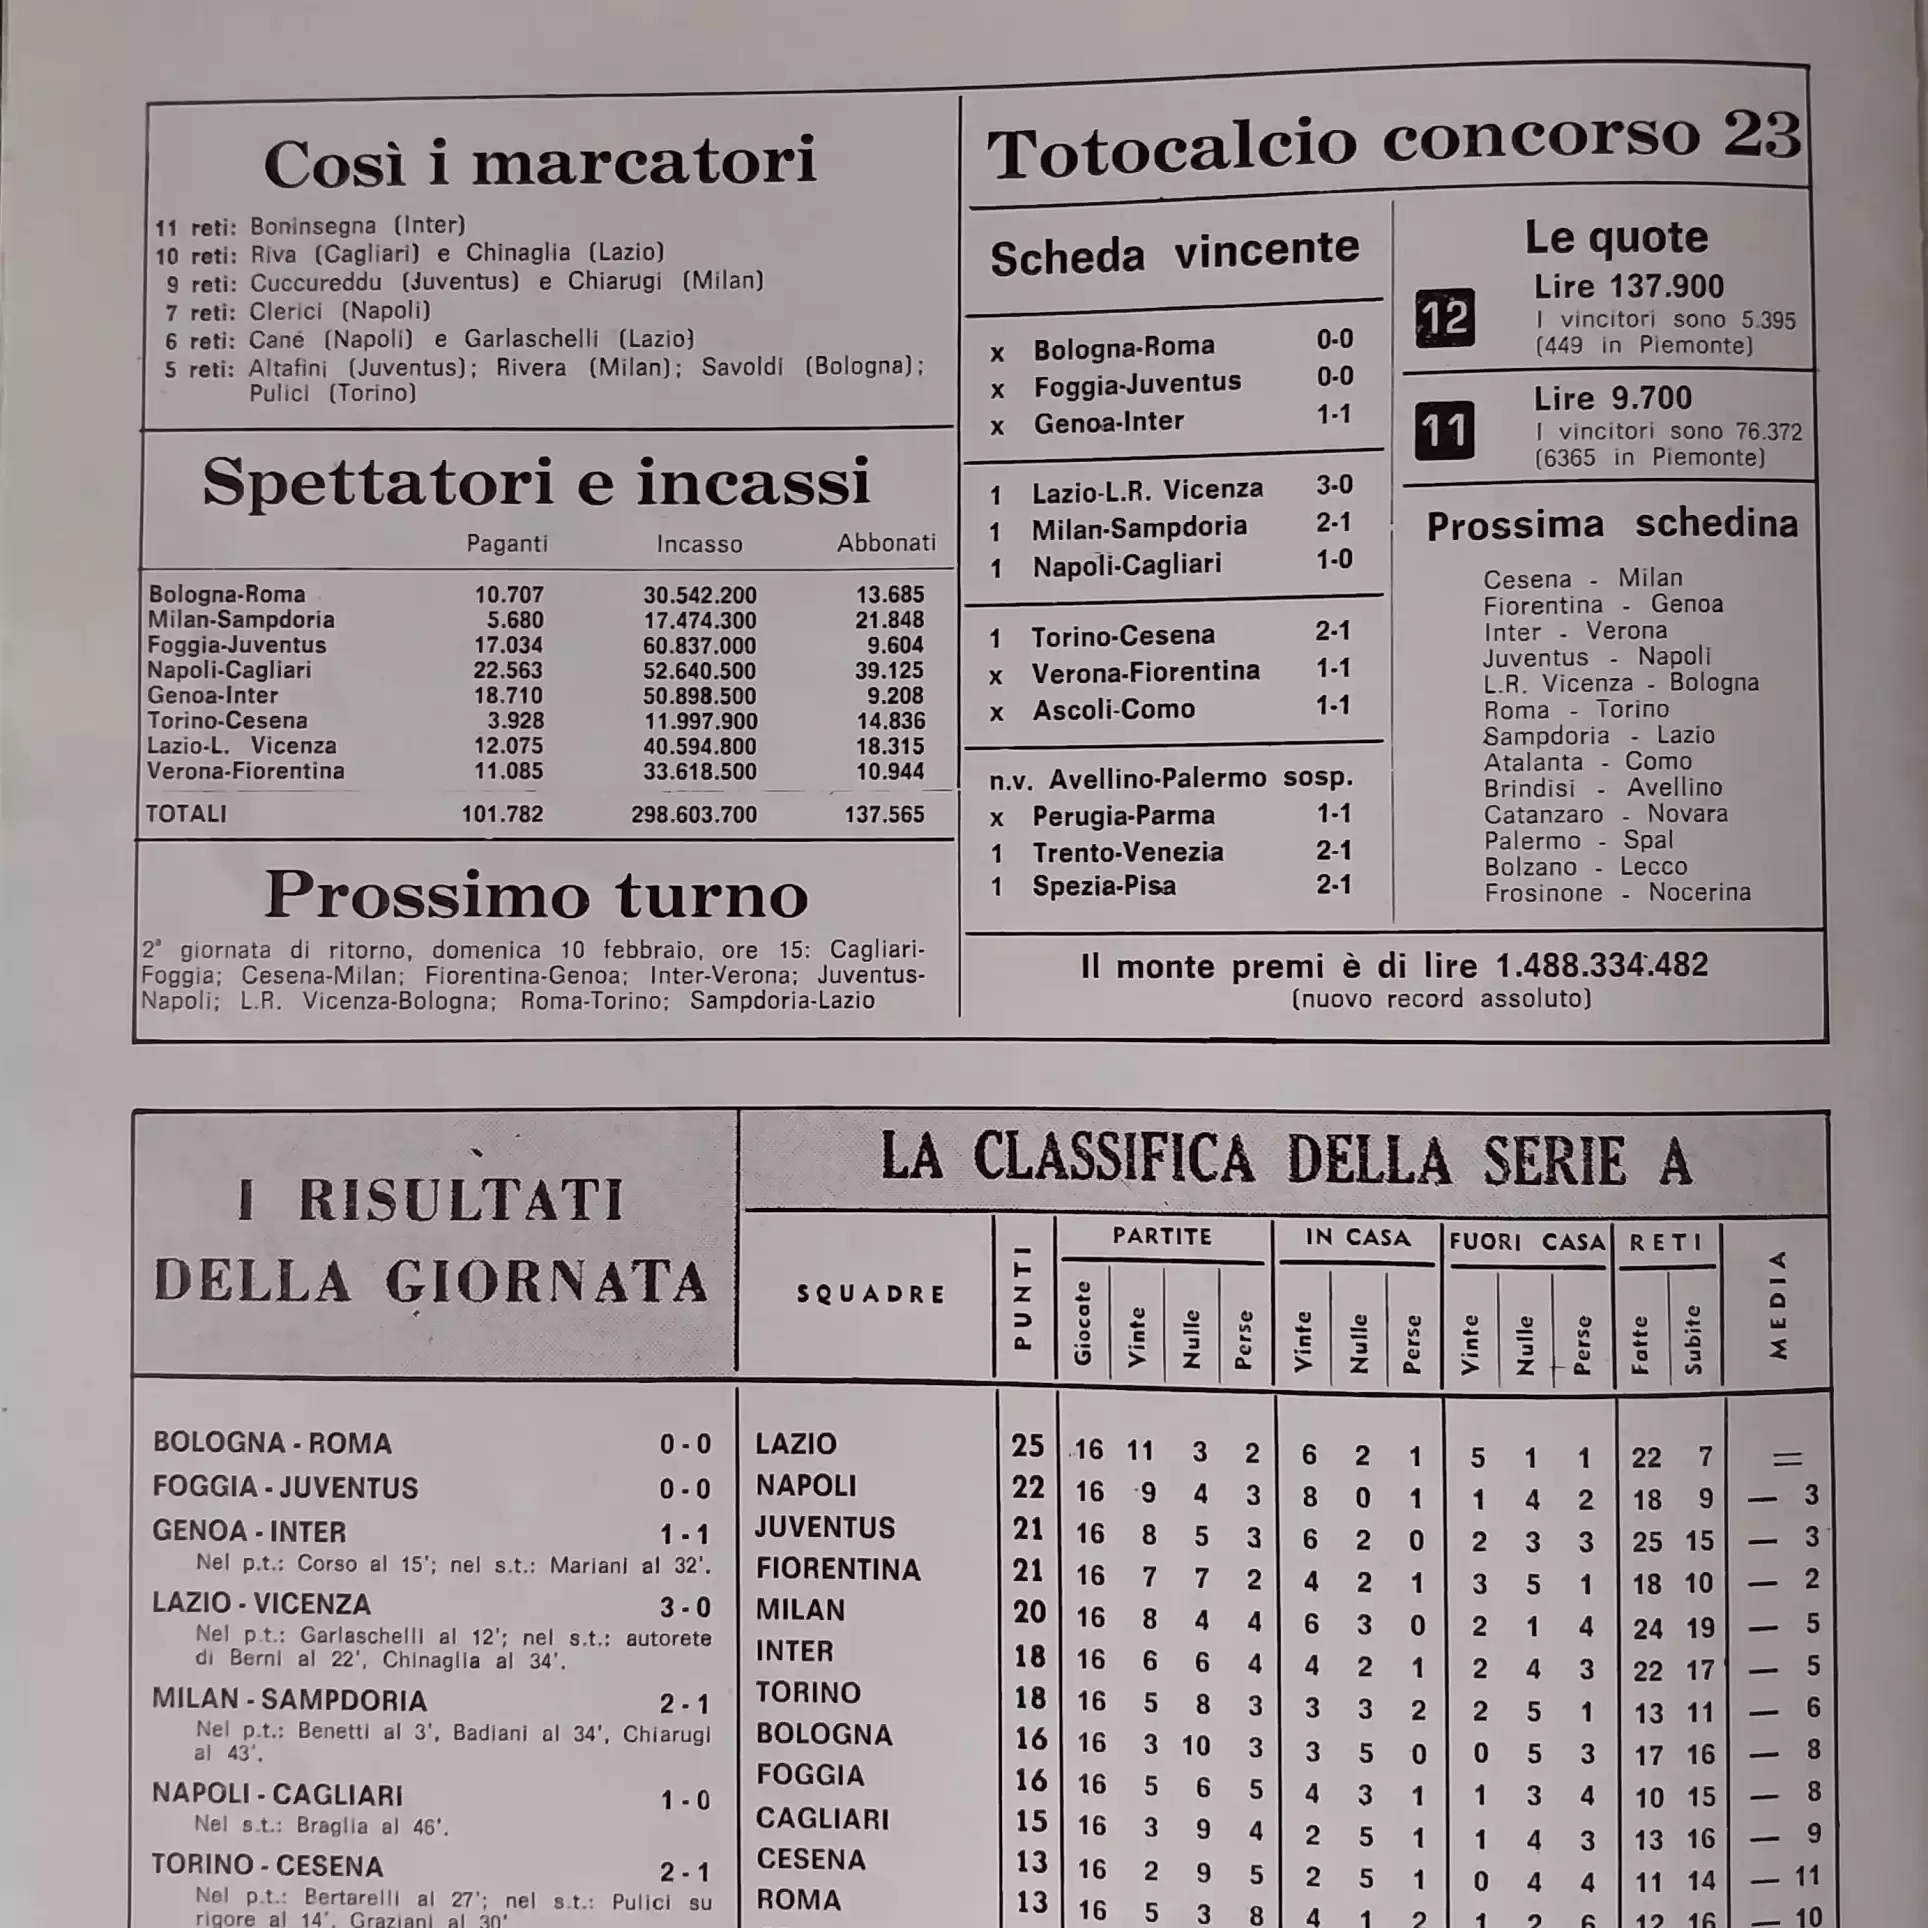 Così i marcatori
11 reti: Boninsegna (Inter)
10 reti: Riva (Cagliari) e Chinaglia (Lazio)
9 reti: Cuccureddu (Juventus) e Chiarugi (Milan)
7 reti: Clerici (Napoli)
6 reti: Cané (Napoli) e Garlaschelli (Lazio)
5 reti: Altafini (Juventus); Rivera (Milan); Savoldi (Bologna);
Pulici (Torino)
Spettatori e incassi
Paganti Incasso Abbonati
Bologna-Roma 10.707 30.542.200 13.685
Milan-Sampdoria 5.680 17.474.300 21.848
Foggia-Juventus 17.034 60.837.000 9.604
Napoli-Cagliari 22.563 52.640.500 39.125
Genoa-Inter 18.710 50.898.500 9.208
Torino-Cesena 3.928 11.997.900 14.836
Lazio-L. Vicenza 12.075 40.594.800 18.315
Verona-Fiorentina 11.085 33.618.500 10.944
TOTALI 101.782 298.603.700 137.565
Prossimo turno
2ª giornata di ritorno, domenica 10 febbraio, ore 15: Cagliari-
Foggia; Cesena-Milan; Fiorentina-Genoa; Inter-Verona; Juventus-
Napoli; L.R. Vicenza-Bologna; Roma-Torino; Sampdoria-Lazio
Totocalcio concorso 23
Scheda vincente
x Bologna-Roma 0-0
x Foggia-Juventus 0-0
x Genoa-Inter 1-1
1 Lazio-L.R. Vicenza 3-0
1 Milan-Sampdoria 2-1
1 Napoli-Cagliari 1-0
1 Torino-Cesena 2-1
x Verona-Fiorentina 1-1
x Ascoli-Como 1-1
n.v. Avellino-Palermo sosp.
x Perugia-Parma 1-1
1 Trento-Venezia 2-1
1 Spezia-Pisa 2-1
Le quote
12 Lire 137.900
I vincitori sono 5.395
(449 in Piemonte)
11 Lire 9.700
I vincitori sono 76.372
(6365 in Piemonte)
Prossima schedina
Cesena - Milan
Fiorentina - Genoa
Inter - Verona
Juventus - Napoli
L.R. Vicenza - Bologna
Roma - Torino
Sampdoria - Lazio
Atalanta - Como
Brindisi - Avellino
Catanzaro - Novara
Palermo - Spal
Bolzano - Lecco
Frosinone - Nocerina
Il monte premi è di lire 1.488.334.482
(nuovo record assoluto)
I RISULTATI
DELLA GIORNATA
BOLOGNA - ROMA 0-0
FOGGIA - JUVENTUS 0-0
GENOA - INTER 1-1
Nel p.t.: Corso al 15'; nel s.t.: Mariani al 32'.
LAZIO - VICENZA 3-0
Nel p.t.: Garlaschelli al 12'; nel s.t.: autorete
di Berni al 22', Chinaglia al 34'.
MILAN - SAMPDORIA 2-1
Nel p.t.: Benetti al 3', Badiani al 34', Chiarugi
al 43'.
NAPOLI - CAGLIARI 1-0
Nel s.t.: Braglia al 46'.
TORINO - CESENA 2-1
Nel p.t.: Bertarelli al 27'; nel s.t.: Pulici su
rigore al 14', Graziani al 30'
LA CLASSIFICA DELLA SERIE A
SQUADRE PUNTI PARTITE IN CASA FUORI CASA RETI MEDIA
Giocate Vinte Nulle Perse Vinte Nulle Perse Vinte Nulle Perse Fatte Subite
LAZIO 25 16 11 3 2 6 2 1 5 1 1 22 7 =
NAPOLI 22 16 9 4 3 8 0 1 1 4 2 18 9 — 3
JUVENTUS 21 16 8 5 3 6 2 0 2 3 3 25 15 — 3
FIORENTINA 21 16 7 7 2 4 2 1 3 5 1 18 10 — 2
MILAN 20 16 8 4 4 6 3 0 2 1 4 24 19 — 5
INTER 18 16 6 6 4 4 2 1 2 4 3 22 17 — 5
TORINO 18 16 5 8 3 3 3 2 2 5 1 13 11 — 6
BOLOGNA 16 16 3 10 3 3 5 0 0 5 3 17 16 — 8
FOGGIA 16 16 5 6 5 4 3 1 1 3 4 10 15 — 8
CAGLIARI 15 16 3 9 4 2 5 1 1 4 3 13 16 — 9
CESENA 13 16 2 9 5 2 5 1 0 4 4 11 14 — 11
ROMA 13 16 5 3 8 4 1 2 1 2 6 12 16 — 10